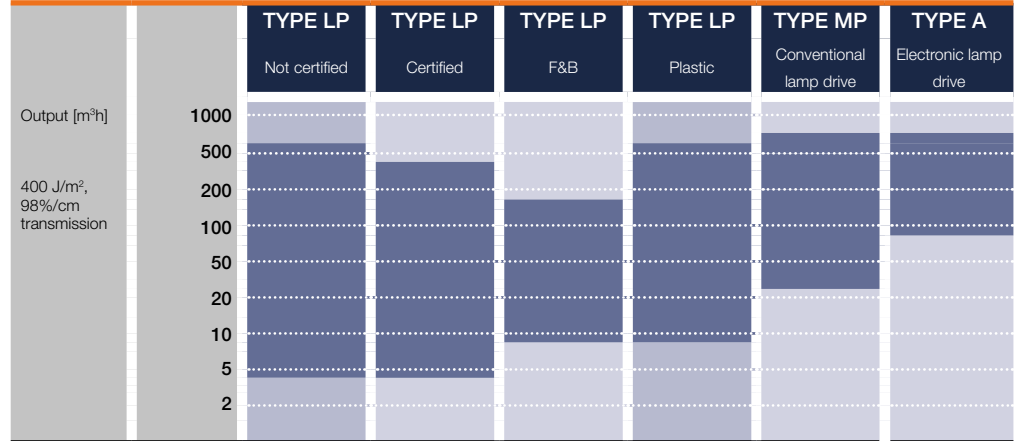 TYPE LP
Not certified
TYPE LP
Certified
TYPE LP
F&B
TYPE LP
Plastic
TYPE MP
Conventional
lamp drive
TYPE A
Electronic lamp
drive
Output [m³h]
400 J/m²,
98%/cm
transmission
1000
500
200
100
50
20
10
5
2